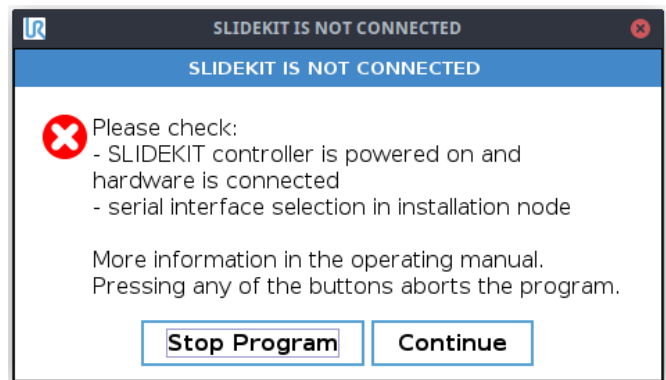 SLIDEKIT IS NOT CONNECTED
SLIDEKIT IS NOT CONNECTED
Please check:
- SLIDEKIT controller is powered on and
hardware is connected
- serial interface selection in installation node
More information in the operating manual.
Pressing any of the buttons aborts the program.
Stop Program Continue